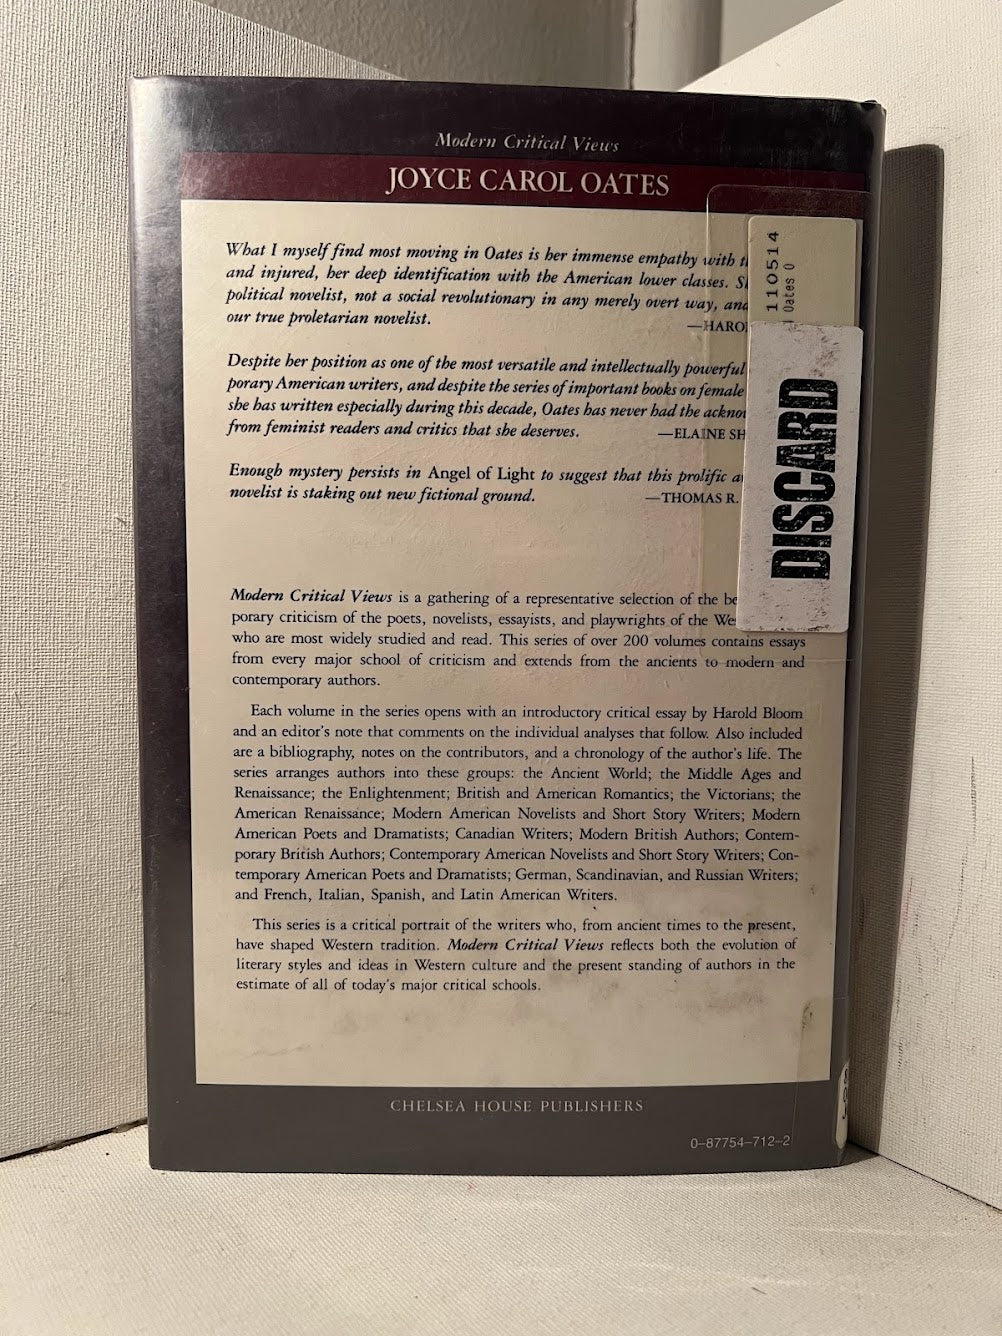 Modern Critical Views
JOYCE CAROL OATES
What I myself find most moving in Oates is her immense empathy with
and injured, her deep identification with the American lower classes.
political novelist, not a social revolutionary in any merely overt way, and
our true proletarian novelist.
—HARO
Despite her position as one of the most versatile and intellectually powerful
porary American writers, and despite the series of important books on female
she has written especially during this decade, Oates has never had the
from feminist readers and critics that she deserves.
—ELAINE SH
Enough mystery persists in Angel of Light to suggest that this prolific
novelist is staking out new fictional ground.
—THOMAS R.
110514
Oates 0
DISCARD
Modern Critical Views is a gathering of a representative selection of the be
porary criticism of the poets, novelists, essayists, and playwrights of the We
who are most widely studied and read. This series of over 200 volumes contains essays
from every major school of criticism and extends from the ancients to modern and
contemporary authors.
Each volume in the series opens with an introductory critical essay by Harold Bloom
and an editor's note that comments on the individual analyses that follow. Also included
are a bibliography, notes on the contributors, and a chronology of the author's life. The
series arranges authors into these groups: the Ancient World; the Middle Ages and
Renaissance; the Enlightenment; British and American Romantics; the Victorians; the
American Renaissance; Modern American Novelists and Short Story Writers; Modern
American Poets and Dramatists; Canadian Writers; Modern British Authors; Contem-
porary British Authors; Contemporary American Novelists and Short Story Writers; Con-
temporary American Poets and Dramatists; German, Scandinavian, and Russian Writers;
and French, Italian, Spanish, and Latin American Writers.
This series is a critical portrait of the writers who, from ancient times to the present,
have shaped Western tradition. Modern Critical Views reflects both the evolution of
literary styles and ideas in Western culture and the present standing of authors in the
estimate of all of today's major critical schools.
CHELSEA HOUSE PUBLISHERS
0-87754-712-2